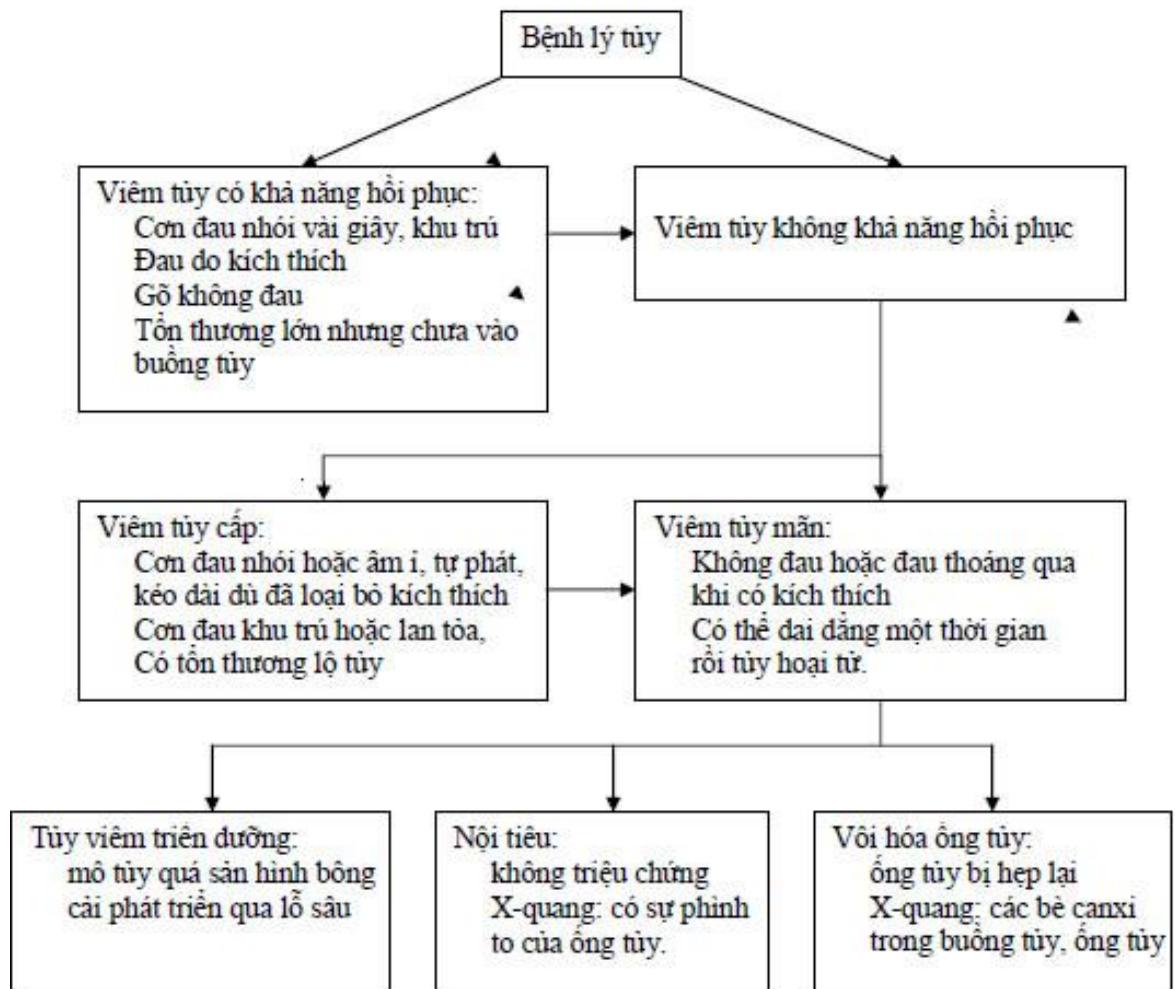 Bệnh lý tủy
Viêm tủy có khả năng hồi phục:
Cơn đau nhói vài giây, khu trú
Đau do kích thích
Gõ không đau
Tổn thương lớn nhưng chưa vào
buồng tủy
Viêm tủy không khả năng hồi phục
Viêm tủy cấp:
Cơn đau nhói hoặc âm ỉ, tự phát,
kéo dài dù đã loại bỏ kích thích
Cơn đau khu trú hoặc lan tỏa,
Có tổn thương lộ tủy
Viêm tủy mãn:
Không đau hoặc đau thoáng qua
khi có kích thích
Có thể dai dẳng một thời gian
rồi tủy hoại tử.
Tủy viêm triển dưỡng:
mô tủy quá sản hình bông
cải phát triển qua lỗ sâu
Nội tiêu:
không triệu chứng
X-quang: có sự phình
to của ống tủy.
Vôi hóa ống tủy:
ống tủy bị hẹp lại
X-quang: các bè canxi
trong buồng tủy, ống tủy